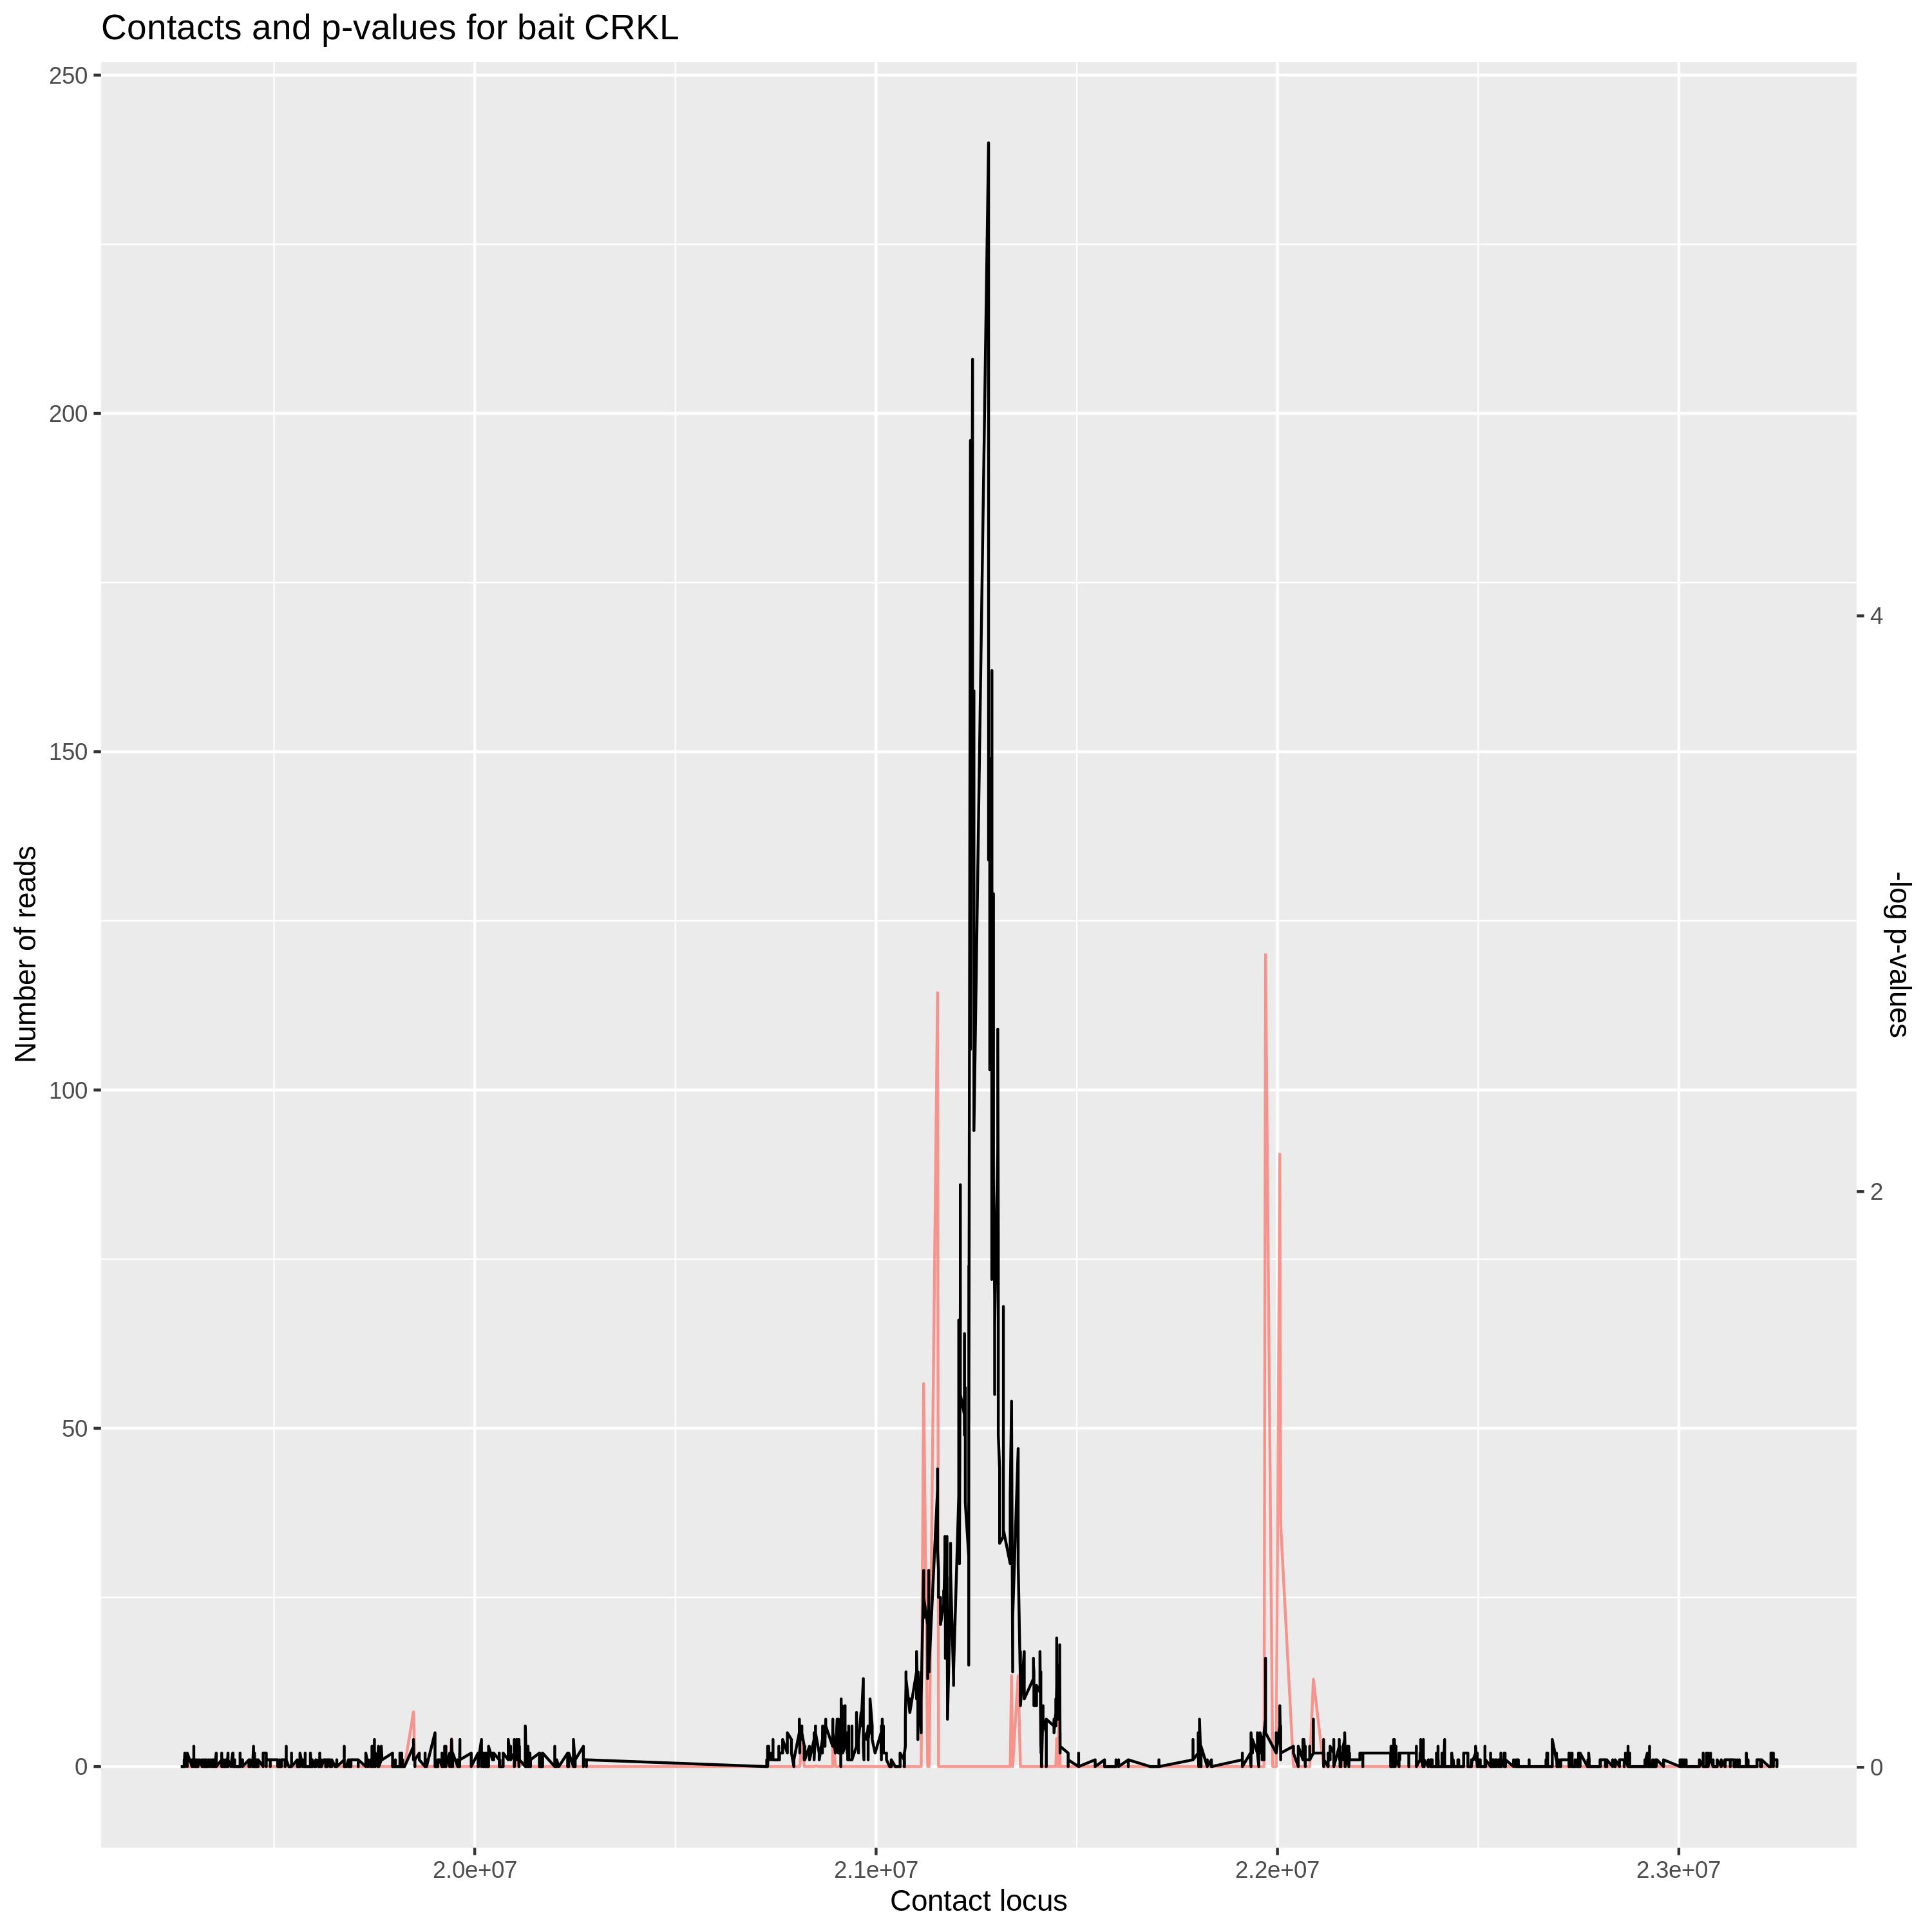 Contacts and p-values for bait CRKL
250
200
150
100
50
0
Number of reads
4
2
0
-log p-values
2.0e+07
2.1e+07
2.2e+07
2.3e+07
Contact locus